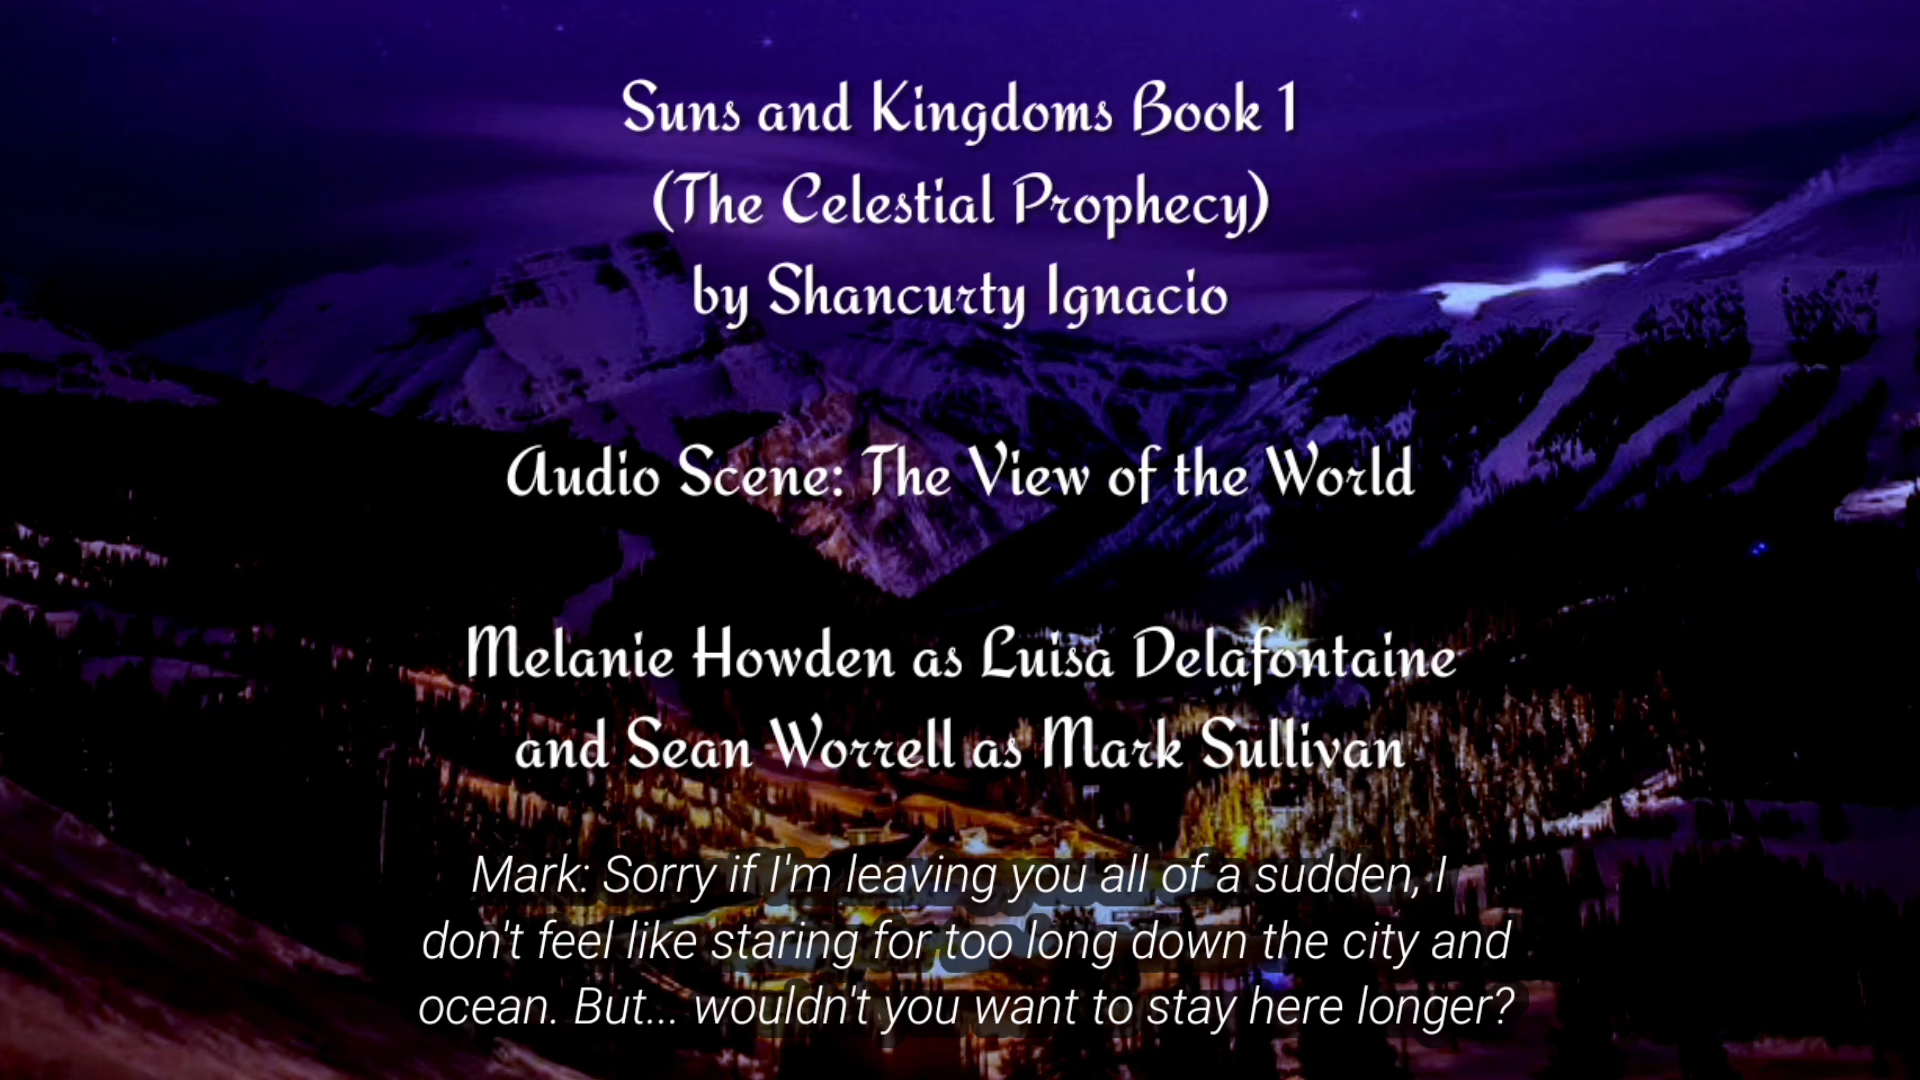 Suns and Kingdoms Book 1
(The Celestial Prophecy)
by Shancurty Ignacio
Audio Scene: The View of the World
Melanie Howden as Luisa Delafontaine
and Sean Worrell as Mark Sullivan
Mark: Sorry if I'm leaving you all of a sudden, I
don't feel like staring for too long down the city and
ocean. But... wouldn't you want to stay here longer?